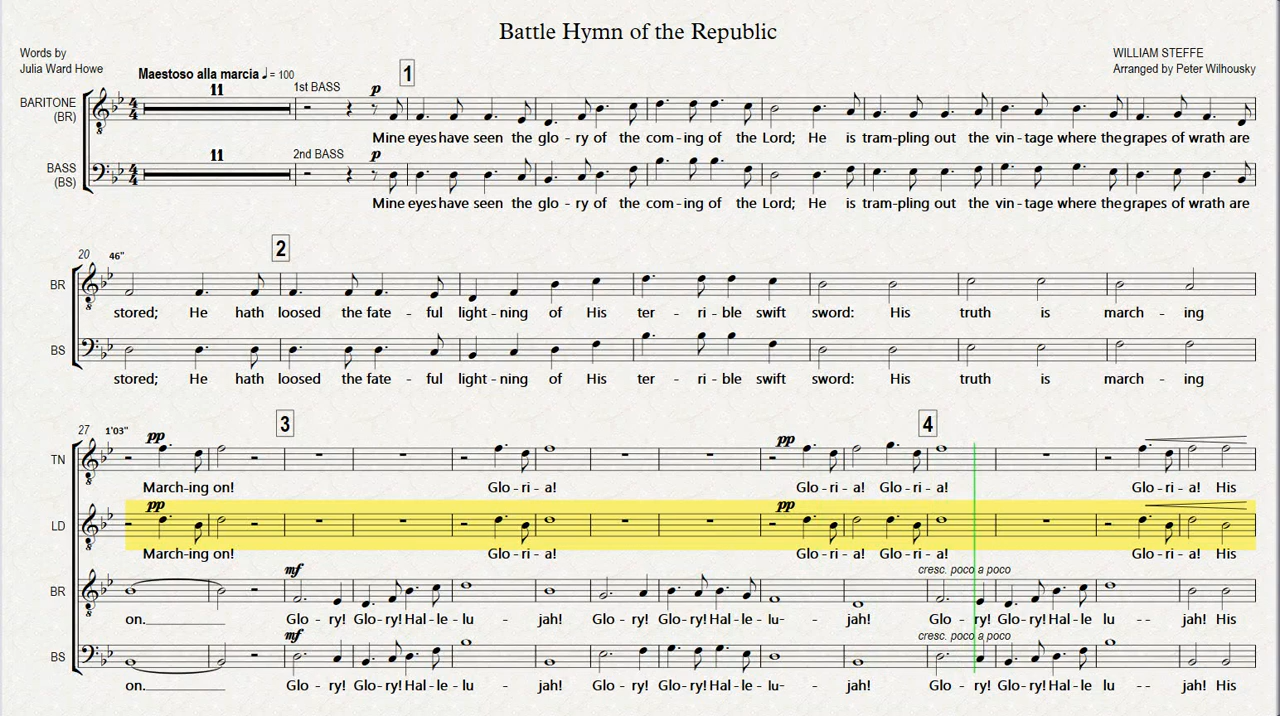 Battle Hymn of the Republic
Words by
Julia Ward Howe
WILLIAM STEFFE
Arranged by Peter Wilhousky
Maestoso alla marcia ♩ = 100
1
BARITONE
(BR)
4
4
11
1st BASS
p
Mine eyes have seen the glo - ry of the com - ing of the Lord; He is tram - pling out the vin - tage where the grapes of wrath are
BASS
(BS)
4
4
11
2nd BASS
p
Mine eyes have seen the glo - ry of the com - ing of the Lord; He is tram - pling out the vin - tage where the grapes of wrath are
20 46" 2
BR
stored; He hath loosed the fate - ful light - ning of His ter - ri - ble swift sword: His truth is march - ing
BS
stored; He hath loosed the fate - ful light - ning of His ter - ri - ble swift sword: His truth is march - ing
27 1'03" 3 4
pp pp
TN
March - ing on! Glo - ri - a! Glo - ri - a! Glo - ri - a! Glo - ri - a! His
pp pp
LD
March - ing on! Glo - ri - a! Glo - ri - a! Glo - ri - a! Glo - ri - a! His
mf cresc. poco a poco
BR
on. Glo - ry! Glo - ry! Hal - le - lu - jah! Glo - ry! Glo - ry! Hal - le - lu - jah! Glo - ry! Glo - ry! Hal - le - lu - - jah! His
mf cresc. poco a poco
BS
on. Glo - ry! Glo - ry! Hal - le - lu - - jah! Glo - ry! Glo - ry! Hal - le - lu - jah! Glo - ry! Glo - ry! Hal - le lu - - jah! His